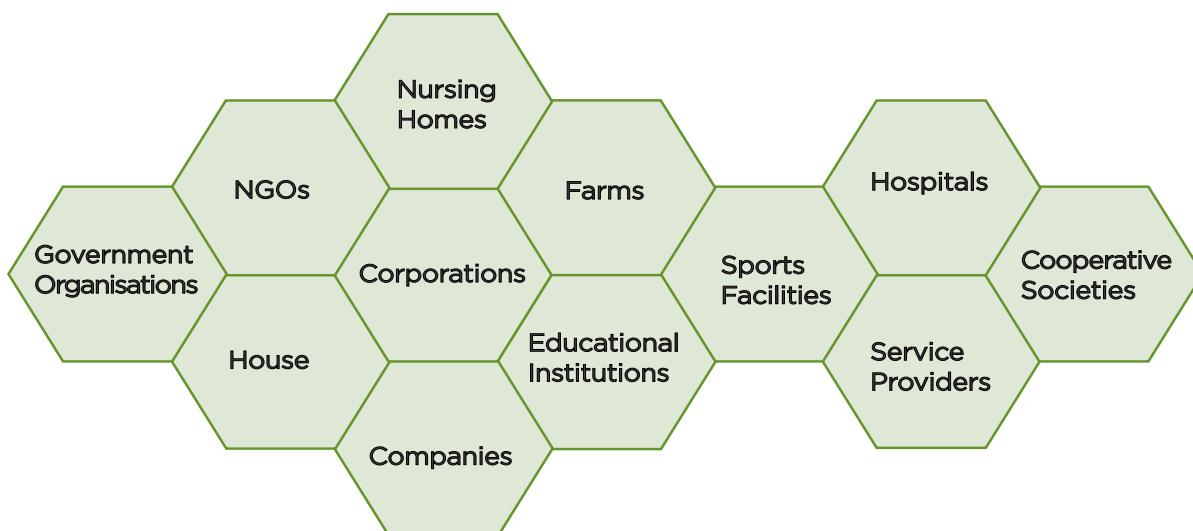 Nursing
Homes
NGOs
Farms
Hospitals
Government
Organisations
Corporations
Sports
Facilities
Cooperative
Societies
House
Educational
Institutions
Service
Providers
Companies